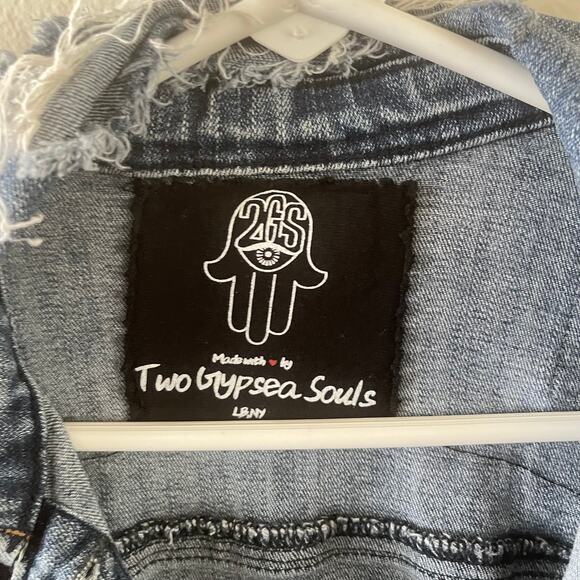 2GS
Made with ♥ by
Two Gypsea Souls
LB,NY